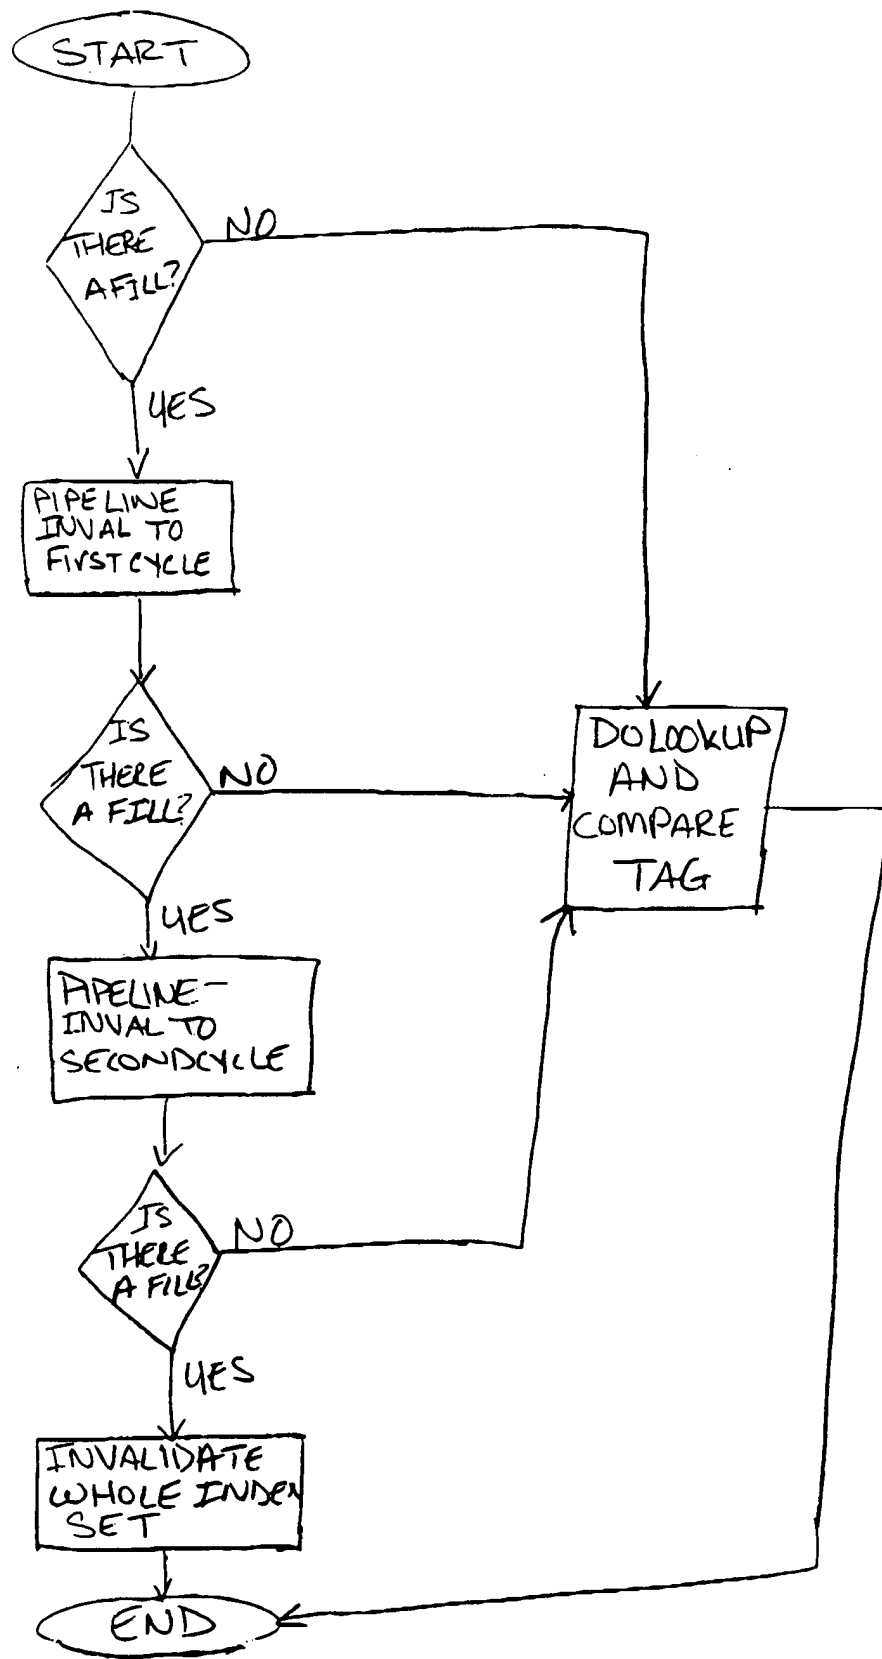 START
IS
THERE
A FILL?
NO
YES
PIPELINE
INVAL TO
FIRST CYCLE
IS
THERE
A FILL?
NO
DO LOOKUP
AND
COMPARE
TAG
YES
PIPELINE-
INVAL TO
SECOND CYCLE
IS
THERE
A FILL?
NO
YES
INVALIDATE
WHOLE INDEX
SET
END